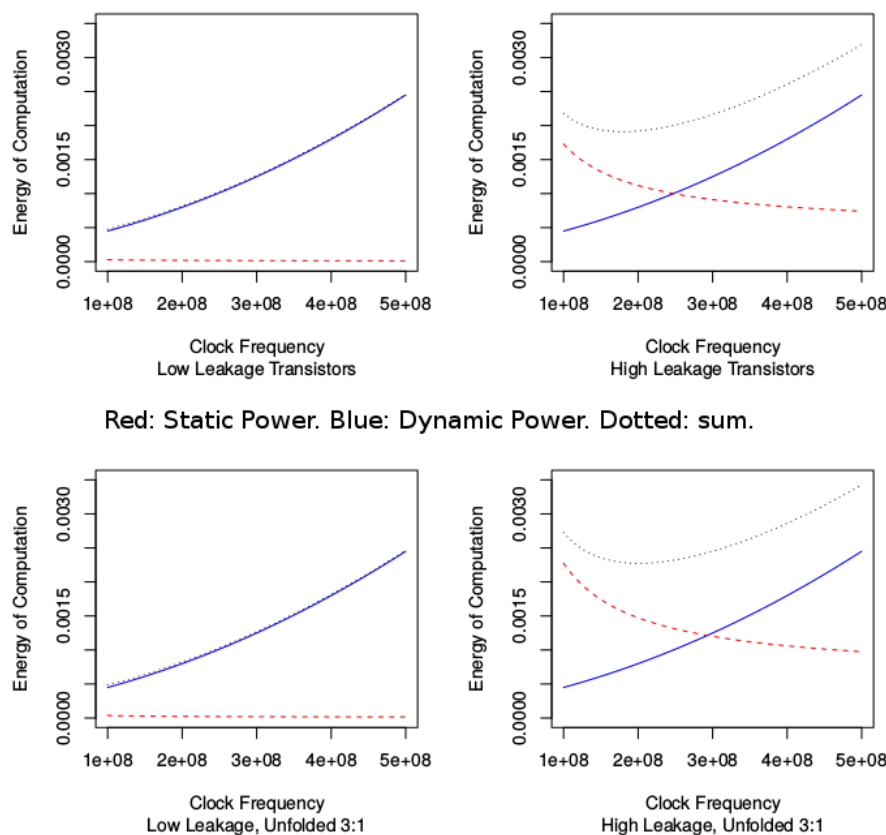 Energy of Computation
0.0030
0.0015
0.0000
1e+08 2e+08 3e+08 4e+08 5e+08
Clock Frequency
Low Leakage Transistors
Energy of Computation
0.0030
0.0015
0.0000
1e+08 2e+08 3e+08 4e+08 5e+08
Clock Frequency
High Leakage Transistors
Red: Static Power. Blue: Dynamic Power. Dotted: sum.
Energy of Computation
0.0030
0.0015
0.0000
1e+08 2e+08 3e+08 4e+08 5e+08
Clock Frequency
Low Leakage, Unfolded 3:1
Energy of Computation
0.0030
0.0015
0.0000
1e+08 2e+08 3e+08 4e+08 5e+08
Clock Frequency
High Leakage, Unfolded 3:1